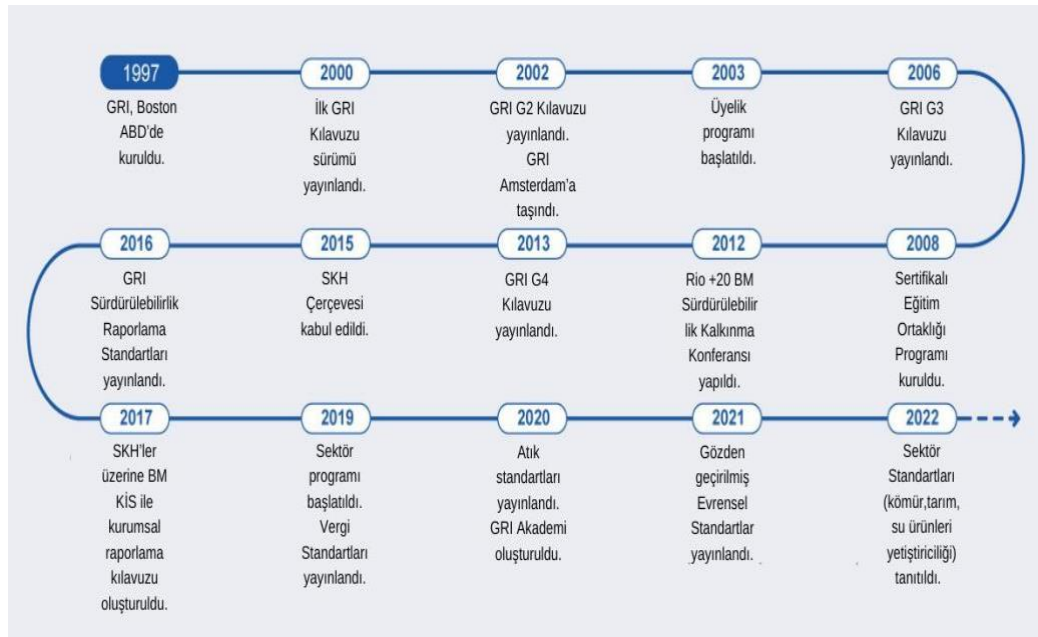 1997
GRI, Boston
ABD'de
kuruldu.
2000
İlk GRI
Kılavuzu
sürümü
yayınlandı.
2002
GRI G2 Kılavuzu
yayınlandı.
GRI
Amsterdam'a
taşındı.
2003
Üyelik
programı
başlatıldı.
2006
GRI G3
Kılavuzu
yayınlandı.
2008
Sertifikalı
Eğitim
Ortaklığı
Programı
kuruldu.
2012
Rio +20 BM
Sürdürülebilir
lik Kalkınma
Konferansı
yapıldı.
2013
GRI G4
Kılavuzu
yayınlandı.
2015
SKH
Çerçevesi
kabul edildi.
2016
GRI
Sürdürülebilirlik
Raporlama
Standartları
yayınlandı.
2017
SKH'ler
üzerine BM
KİS ile
kurumsal
raporlama
kılavuzu
oluşturuldu.
2019
Sektör
programı
başlatıldı.
Vergi
Standartları
yayınlandı.
2020
Atık
standartları
yayınlandı.
GRI Akademi
oluşturuldu.
2021
Gözden
geçirilmiş
Evrensel
Standartlar
yayınlandı.
2022
Sektör
Standartları
(kömür,tarım,
su ürünleri
yetiştiriciliği)
tanıtıldı.